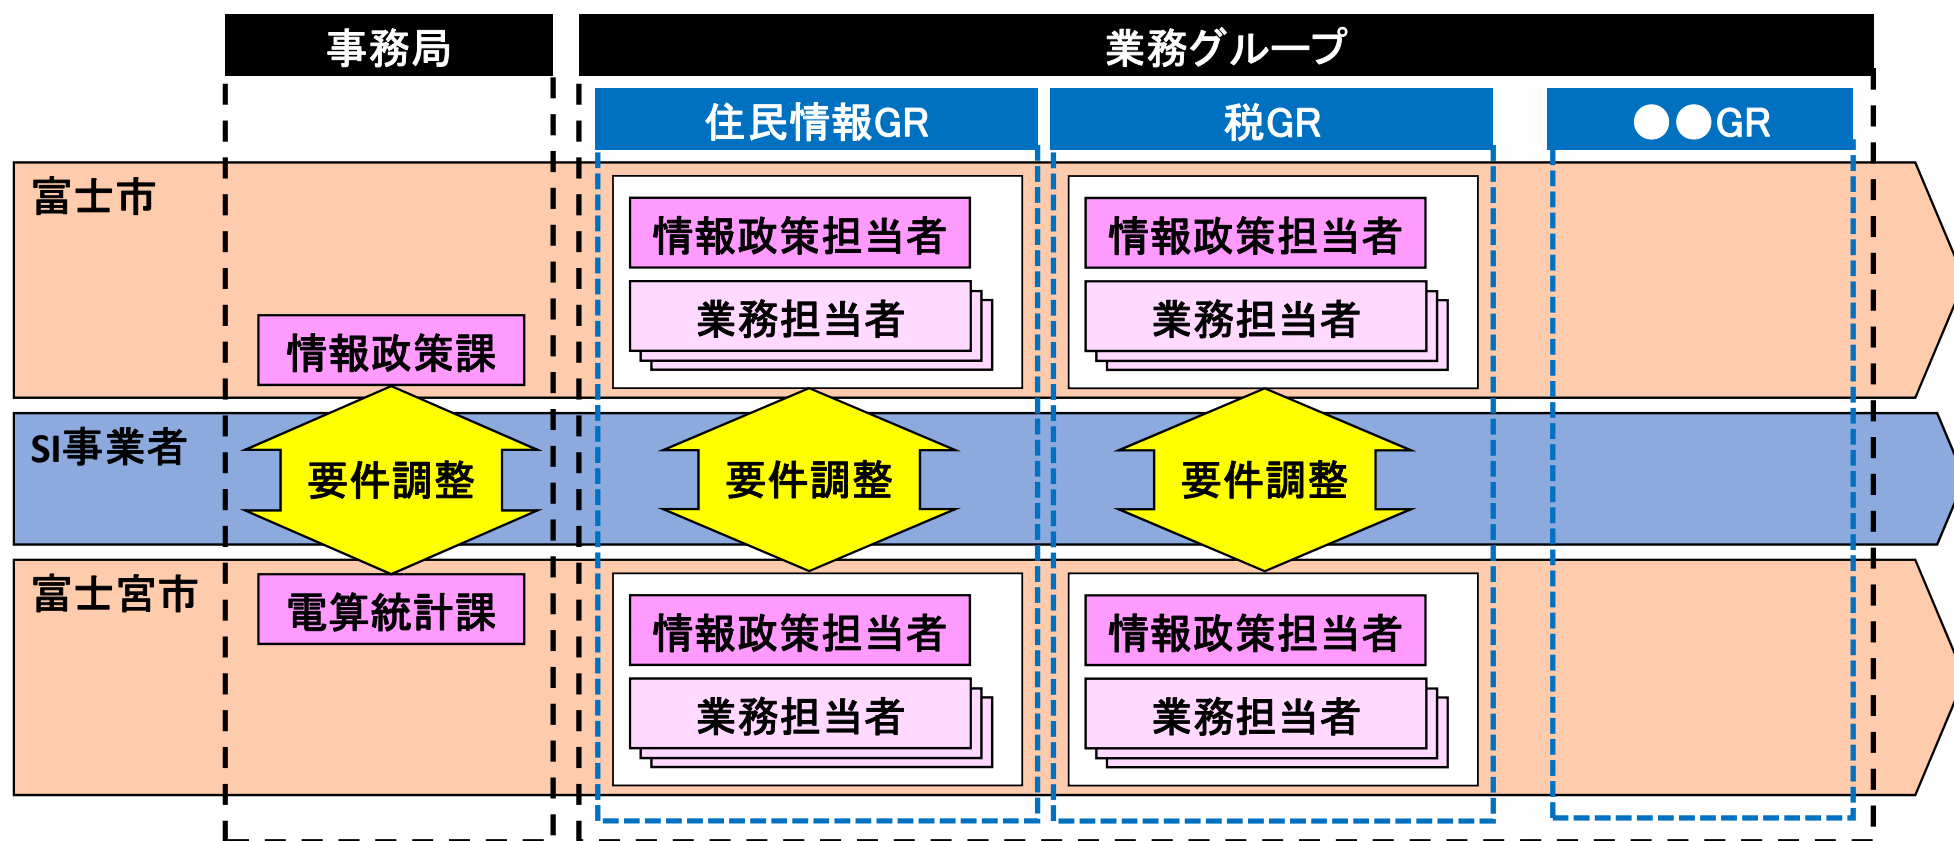 事務局
業務グループ
住民情報GR
税GR
●●GR
富士市
情報政策課
情報政策担当者
業務担当者
情報政策担当者
業務担当者
SI事業者
要件調整
要件調整
要件調整
富士宮市
電算統計課
情報政策担当者
業務担当者
情報政策担当者
業務担当者